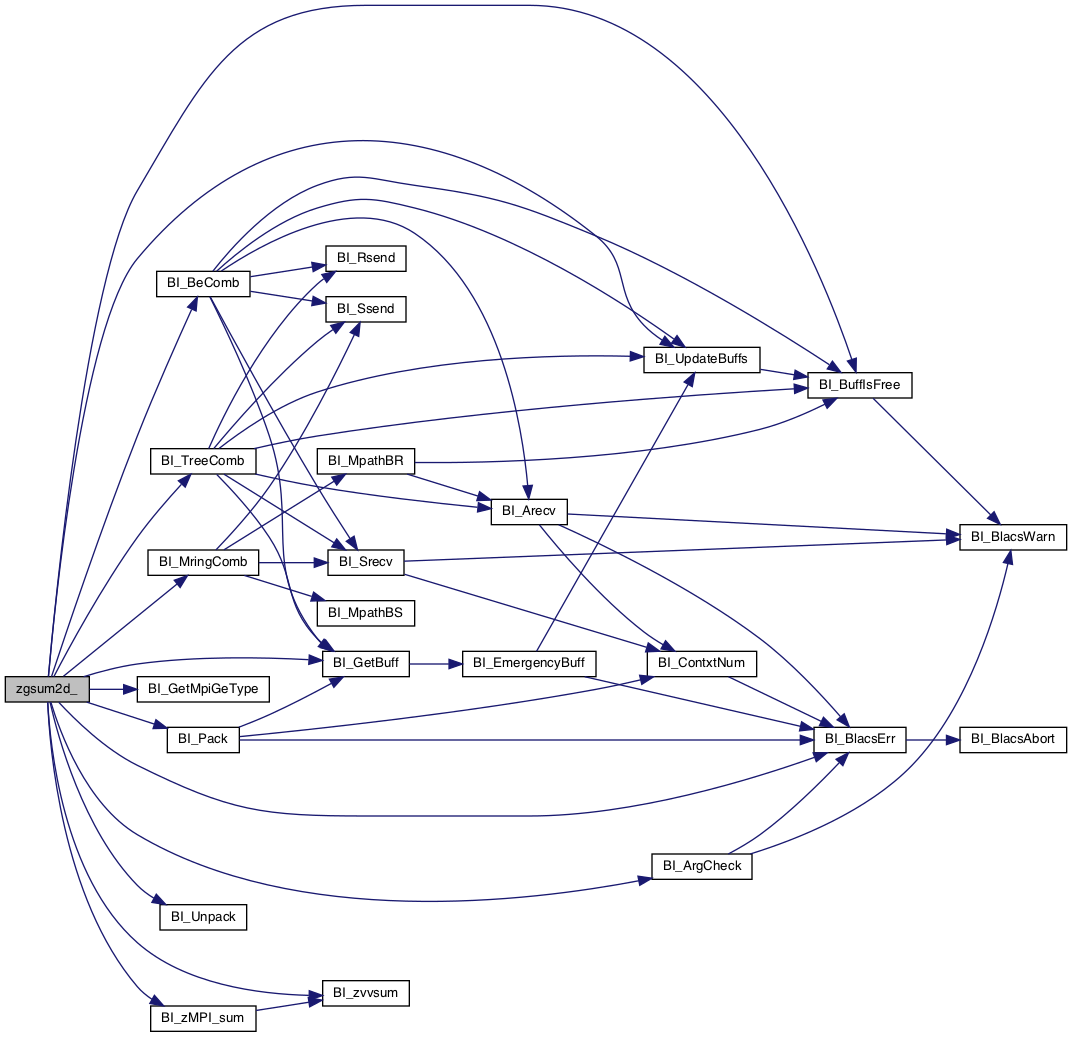 BI_Rsend
BI_BeComb
BI_Ssend
BI_UpdateBuffs
BI_BuffIsFree
BI_TreeComb
BI_MpathBR
BI_Arecv
BI_BlacsWarn
BI_MringComb
BI_Srecv
BI_MpathBS
BI_GetBuff
BI_EmergencyBuff
BI_ContxtNum
zgsum2d_
BI_GetMpiGeType
BI_Pack
BI_BlacsErr
BI_BlacsAbort
BI_ArgCheck
BI_Unpack
BI_zvvsum
BI_zMPI_sum